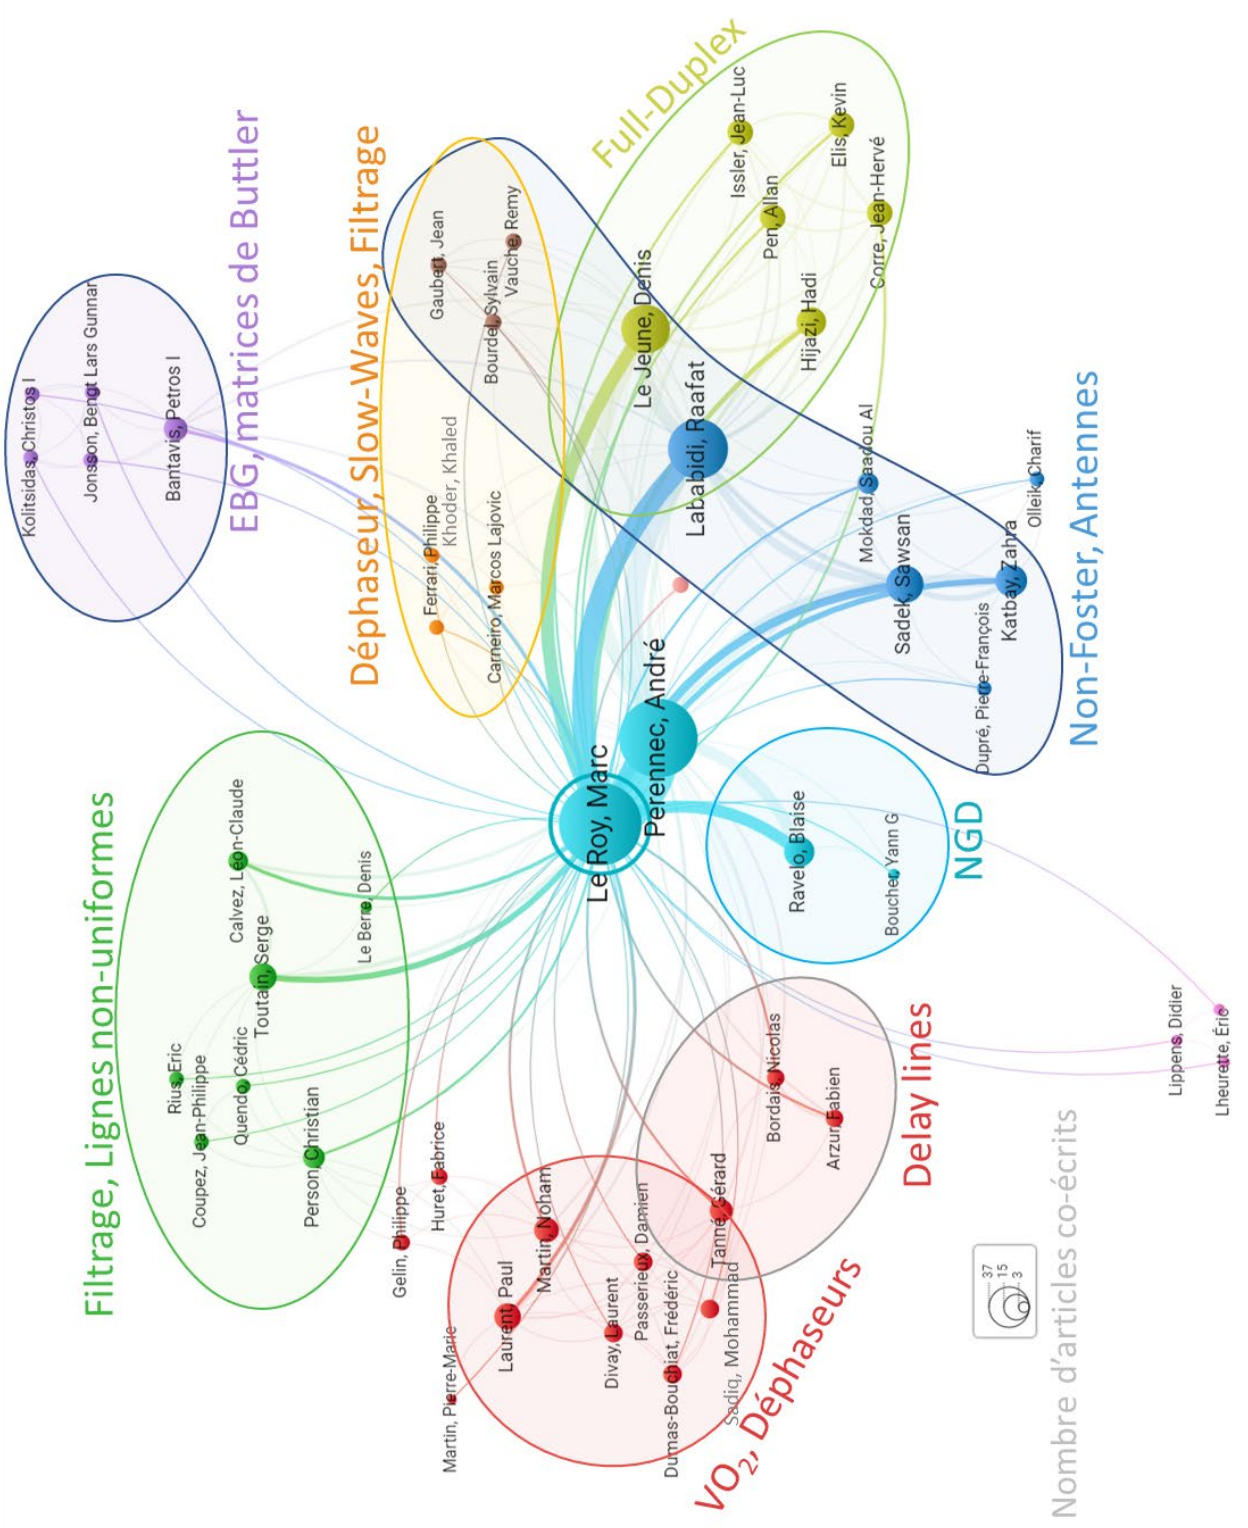 Filtrage, Lignes non-uniformes
Rius, Eric
Coupez, Jean-Philippe
Quendo, Cédric
Toutain, Serge
Calvez, Leon-Claude
Person, Christian
Le Berre, Denis
EBG, matrices de Buttler
Kolitsidas, Christos I
Jonsson, Bengt Lars Gunnar
Bantavis, Petros I
Déphaseur, Slow-Waves, Filtrage
Ferrari, Philippe
Khoder, Khaled
Carneiro, Marcos Lajovic
Gaubert, Jean
Bourdel, Sylvain
Vauche, Remy
Full-Duplex
Le Jeune, Denis
Issler, Jean-Luc
Pen, Allan
Elis, Kevin
Corre, Jean-Hervé
Hijazi, Hadi
Lababidi, Raafat
Non-Foster, Antennes
Mokdad, Saadou Al
Sadek, Sawsan
Katbay, Zahra
Olleik, Charif
Dupré, Pierre-François
Le Roy, Marc
Perennec, André
NGD
Ravelo, Blaise
Boucher, Yann G
Delay lines
Bordais, Nicolas
Arzur, Fabien
Tanné, Gérard
VO2, Déphaseurs
Gelin, Philippe
Huret, Fabrice
Martin, Pierre-Marie
Laurent, Paul
Martin, Noham
Divay, Laurent
Passerieux, Damien
Dumas-Bouchiat, Frédéric
Sadiq, Mohammad
Lippens, Didier
Lheurette, Éric
Nombre d'articles co-écrits
37
15
3